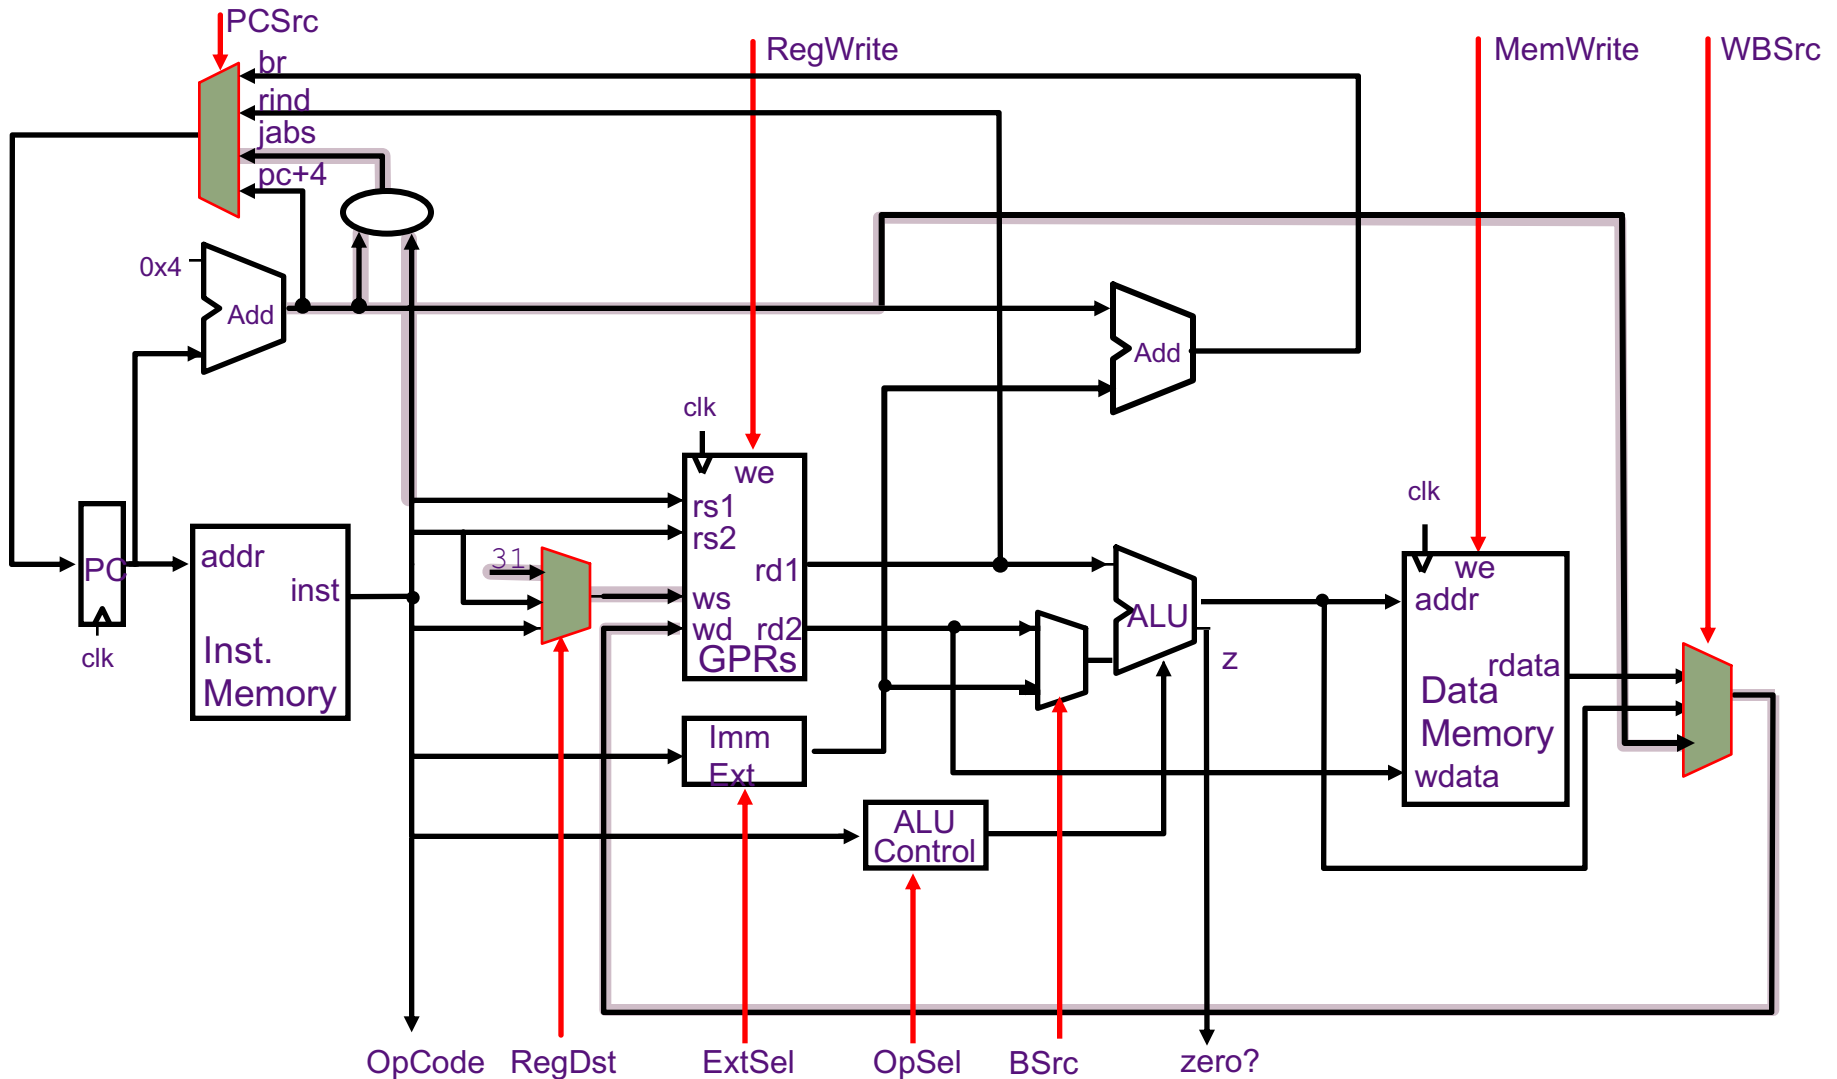 PCSrc
RegWrite
MemWrite
WBSrc
br
rind
jabs
pc+4
0x4
Add
Add
clk
we
rs1
rs2
31
ws
wd
rd1
rd2
GPRs
PC
clk
addr
inst
Inst.
Memory
Imm
Ext
ALU
Control
ALU
z
clk
we
addr
rdata
Data
Memory
wdata
OpCode
RegDst
ExtSel
OpSel
BSrc
zero?